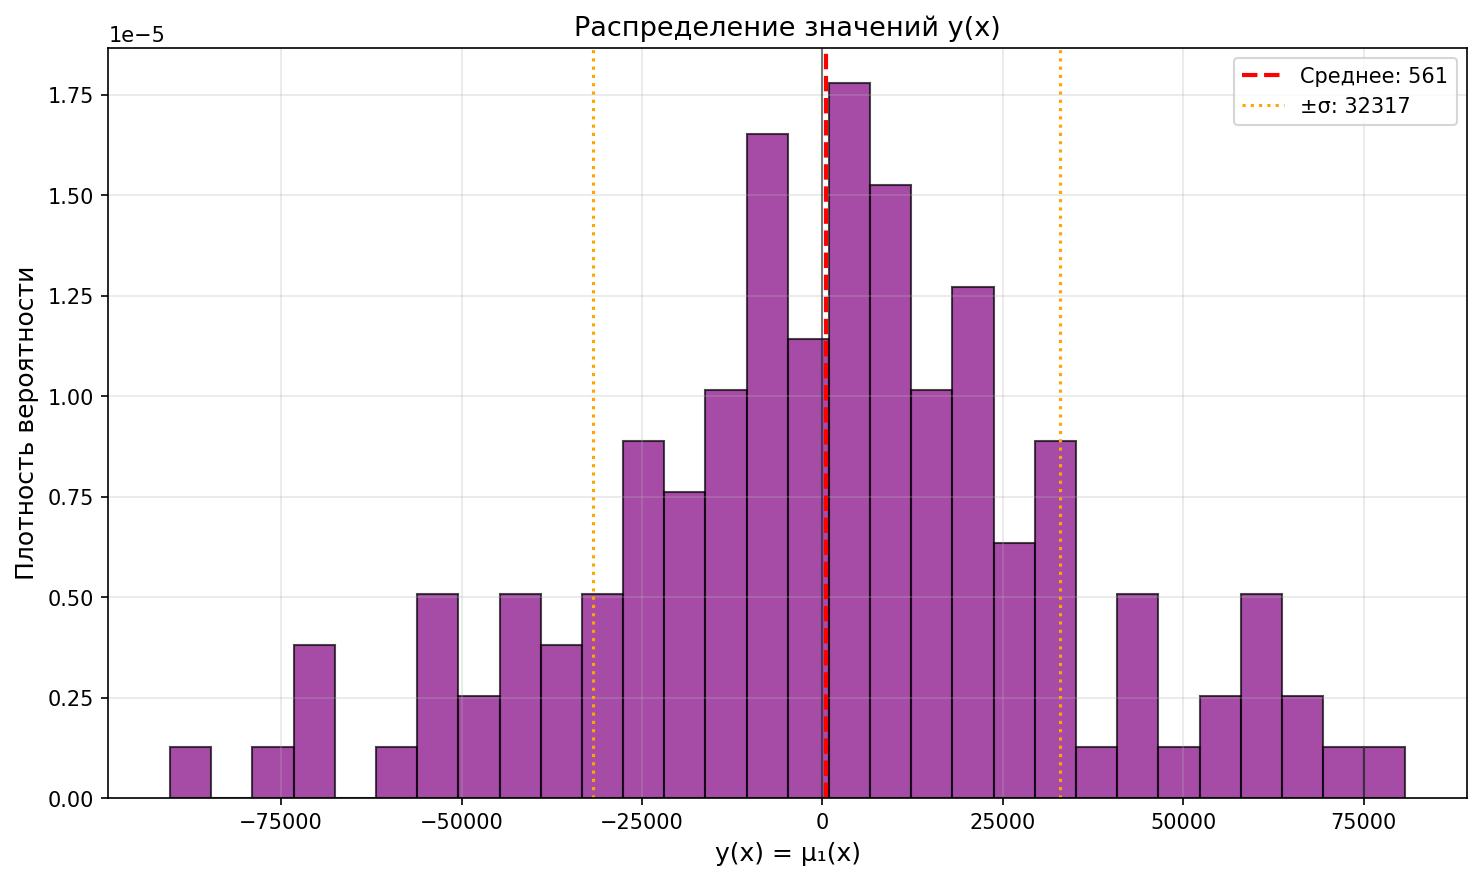 Распределение значений y(x)
1e−5
Среднее: 561
±σ: 32317
Плотность вероятности
1.75
1.50
1.25
1.00
0.75
0.50
0.25
0.00
−75000 −50000 −25000 0 25000 50000 75000
y(x) = μ₁(x)